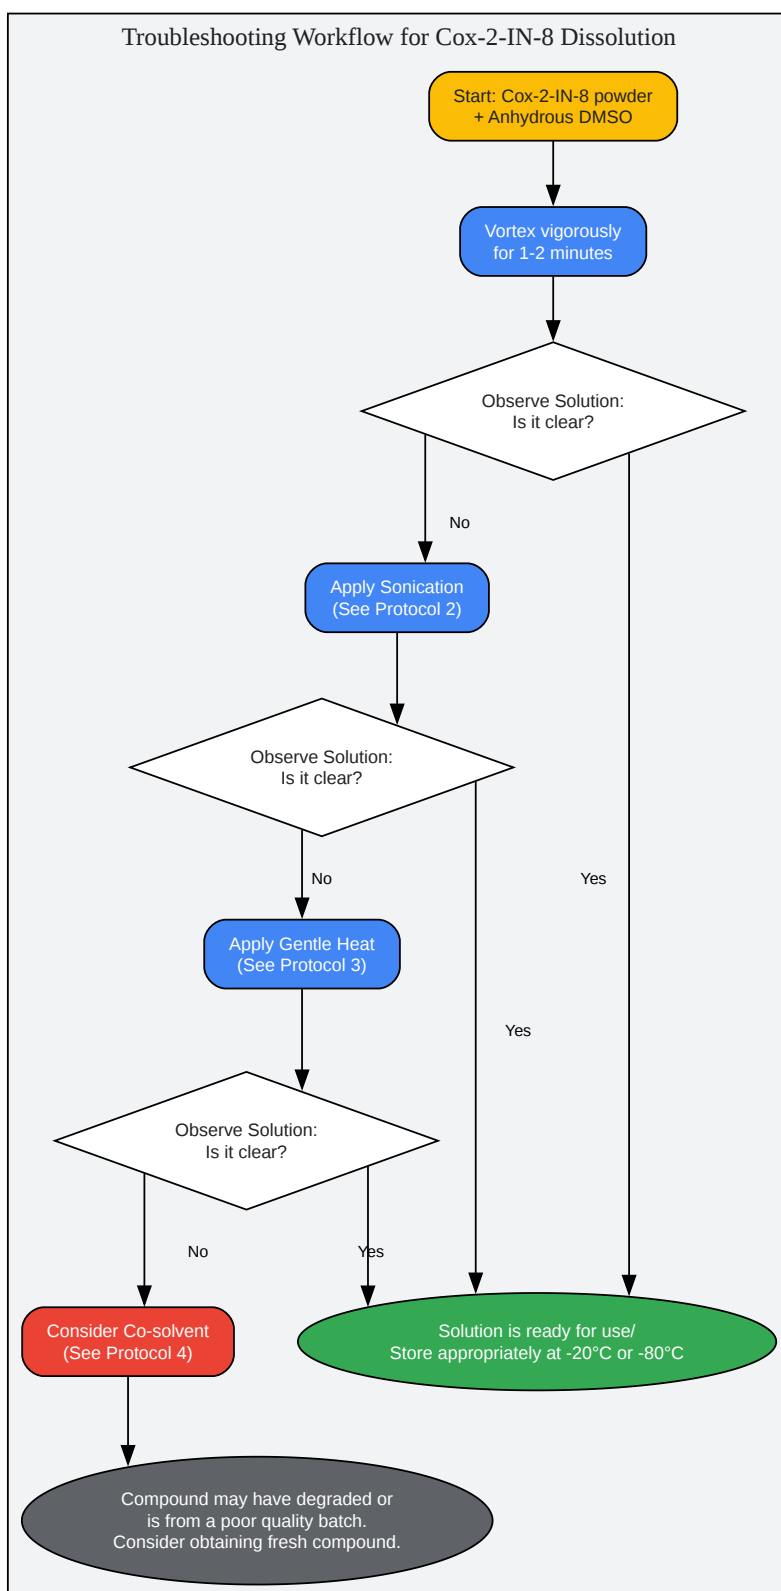 Troubleshooting Workflow for Cox-2-IN-8 Dissolution
Start: Cox-2-IN-8 powder
+ Anhydrous DMSO
Vortex vigorously
for 1-2 minutes
Observe Solution:
Is it clear?
No
Apply Sonication
(See Protocol 2)
Observe Solution:
Is it clear?
No
Yes
Apply Gentle Heat
(See Protocol 3)
Yes
Observe Solution:
Is it clear?
No
Yes
Consider Co-solvent
(See Protocol 4)
Solution is ready for use/
Store appropriately at -20°C or -80°C
Compound may have degraded or
is from a poor quality batch.
Consider obtaining fresh compound.